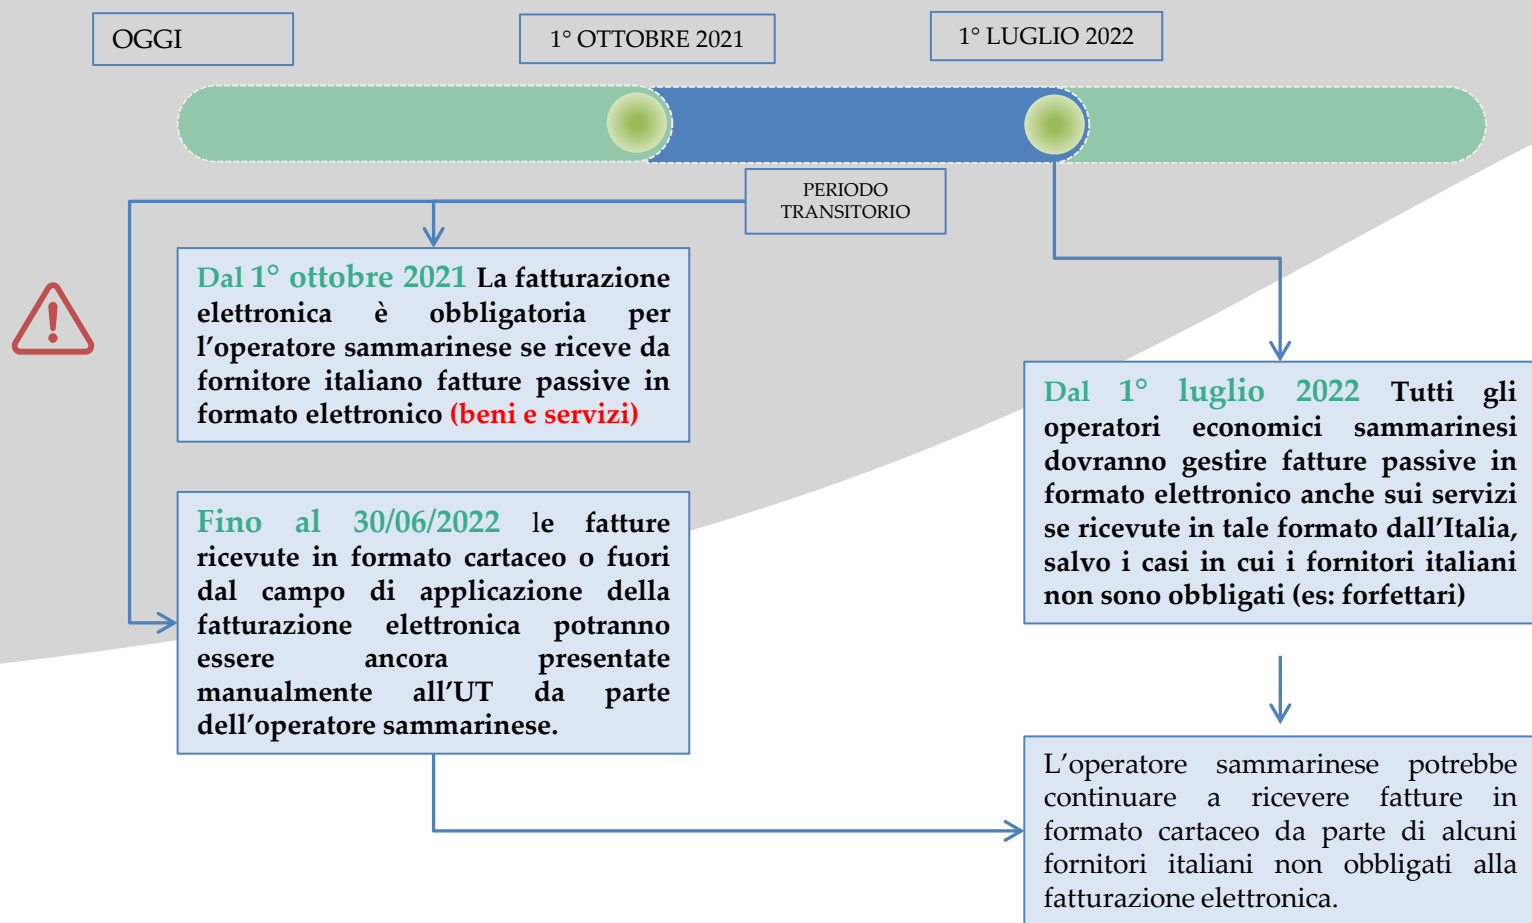 OGGI
1° OTTOBRE 2021
1° LUGLIO 2022
PERIODO
TRANSITORIO
Dal 1° ottobre 2021 La fatturazione
elettronica è obbligatoria per
l’operatore sammarinese se riceve da
fornitore italiano fatture passive in
formato elettronico (beni e servizi)
Fino al 30/06/2022 le fatture
ricevute in formato cartaceo o fuori
dal campo di applicazione della
fatturazione elettronica potranno
essere ancora presentate
manualmente all’UT da parte
dell’operatore sammarinese.
Dal 1° luglio 2022 Tutti gli
operatori economici sammarinesi
dovranno gestire fatture passive in
formato elettronico anche sui servizi
se ricevute in tale formato dall’Italia,
salvo i casi in cui i fornitori italiani
non sono obbligati (es: forfettari)
L’operatore sammarinese potrebbe
continuare a ricevere fatture in
formato cartaceo da parte di alcuni
fornitori italiani non obbligati alla
fatturazione elettronica.